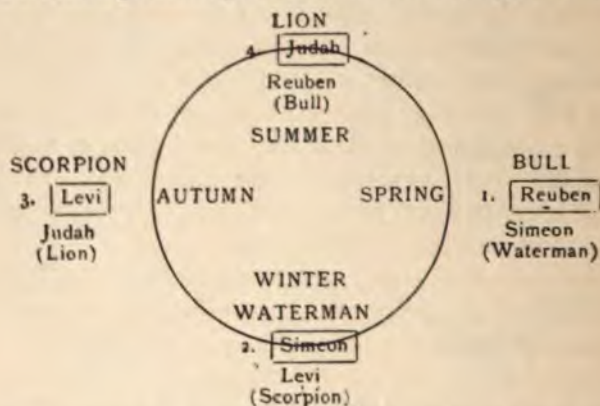 LION
4. Judah
Reuben
(Bull)
SUMMER
SCORPION
3. Levi
Judah
(Lion)
AUTUMN
SPRING
BULL
1. Reuben
Simeon
(Waterman)
WINTER
WATERMAN
2. Simeon
Levi
(Scorpion)